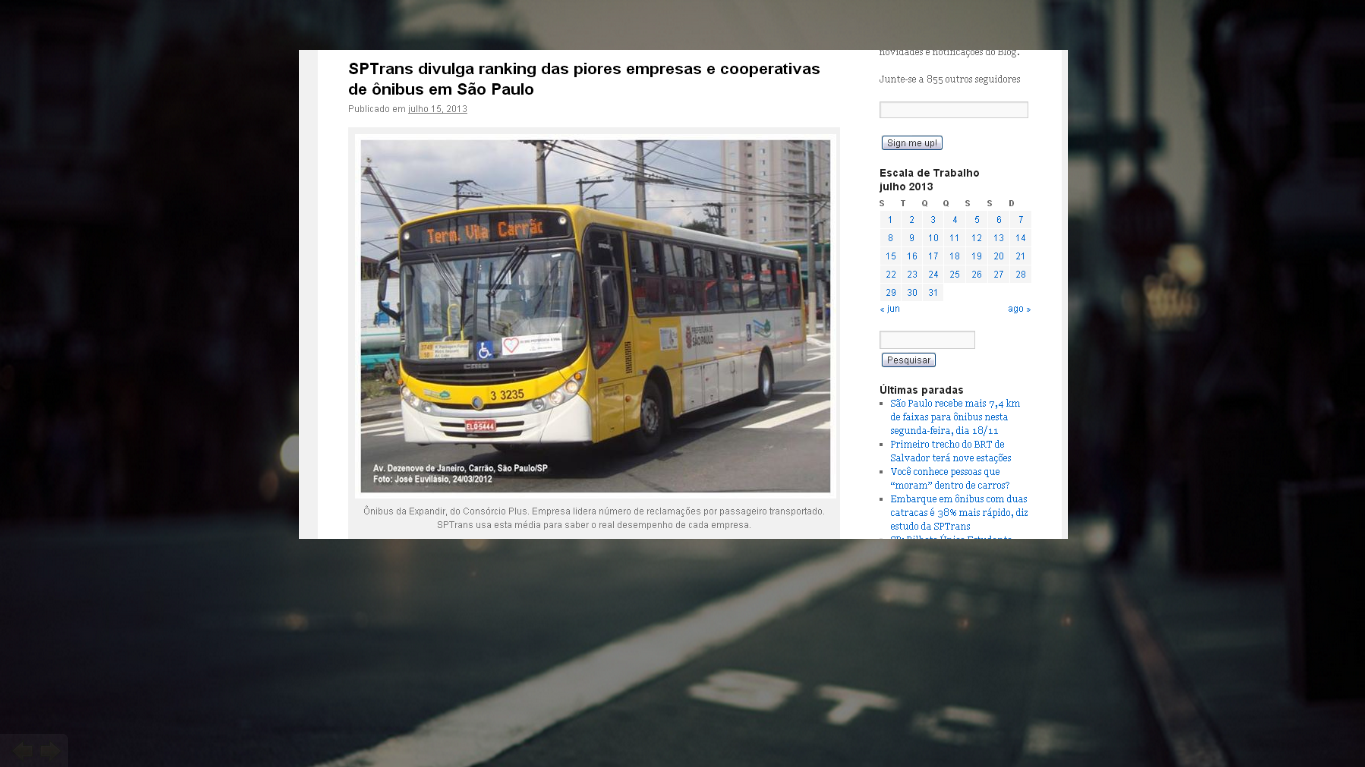 SPTrans divulga ranking das piores empresas e cooperativas
de ônibus em São Paulo
Publicado em julho 15, 2013
Term. Vila Carrão
PREFEITURA DE
SÃO PAULO
3 3235
Av. Dezenove de Janeiro, Carrão, São Paulo/SP
Foto: José Euvilásio, 24/03/2012
Ônibus da Expandir, do Consórcio Plus. Empresa lidera número de reclamações por passageiro transportado.
SPTrans usa esta média para saber o real desempenho de cada empresa.
novidades e notificações do Blog.
Junte-se a 855 outros seguidores
Sign me up!
Escala de Trabalho
julho 2013
S T Q Q S S D
1 2 3 4 5 6 7
8 9 10 11 12 13 14
15 16 17 18 19 20 21
22 23 24 25 26 27 28
29 30 31
« jun ago »
Pesquisar
Últimas paradas
São Paulo recebe mais 7,4 km
de faixas para ônibus nesta
segunda-feira, dia 18/11
Primeiro trecho do BRT de
Salvador terá nove estações
Você conhece pessoas que
“moram” dentro de carros?
Embarque em ônibus com duas
catracas é 38% mais rápido, diz
estudo da SPTrans
SP: Bilhete Único Estudante